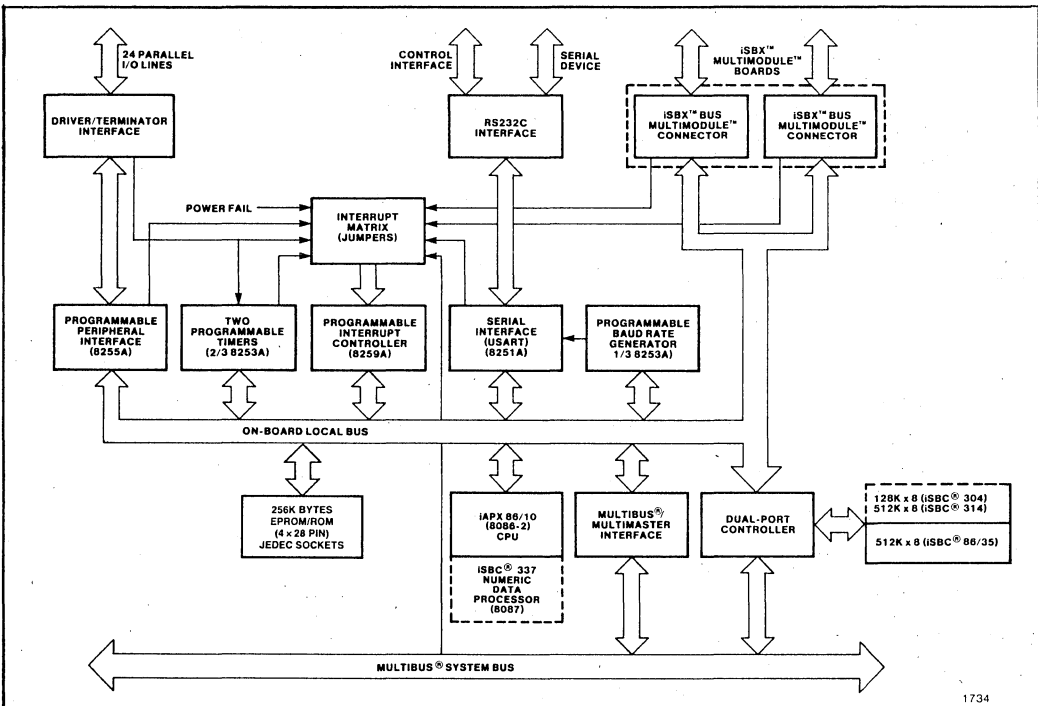 24 PARALLEL
I/O LINES
CONTROL
INTERFACE
SERIAL
DEVICE
iSBX™
MULTIMODULE™
BOARDS
DRIVER/TERMINATOR
INTERFACE
RS232C
INTERFACE
iSBX™ BUS
MULTIMODULE™
CONNECTOR
iSBX™ BUS
MULTIMODULE™
CONNECTOR
POWER FAIL
INTERRUPT
MATRIX
(JUMPERS)
PROGRAMMABLE
PERIPHERAL
INTERFACE
(8255A)
TWO
PROGRAMMABLE
TIMERS
(2/3 8253A)
PROGRAMMABLE
INTERRUPT
CONTROLLER
(8259A)
SERIAL
INTERFACE
(USART)
(8251A)
PROGRAMMABLE
BAUD RATE
GENERATOR
1/3 8253A)
ON-BOARD LOCAL BUS
256K BYTES
EPROM/ROM
(4 × 28 PIN)
JEDEC SOCKETS
iAPX 86/10
(8086-2)
CPU
iSBC® 337
NUMERIC
DATA
PROCESSOR
(8087)
MULTIBUS®/
MULTIMASTER
INTERFACE
DUAL-PORT
CONTROLLER
128K x 8 (iSBC® 304)
512K x 8 (iSBC® 314)
512K x 8 (iSBC® 86/35)
MULTIBUS® SYSTEM BUS
1734